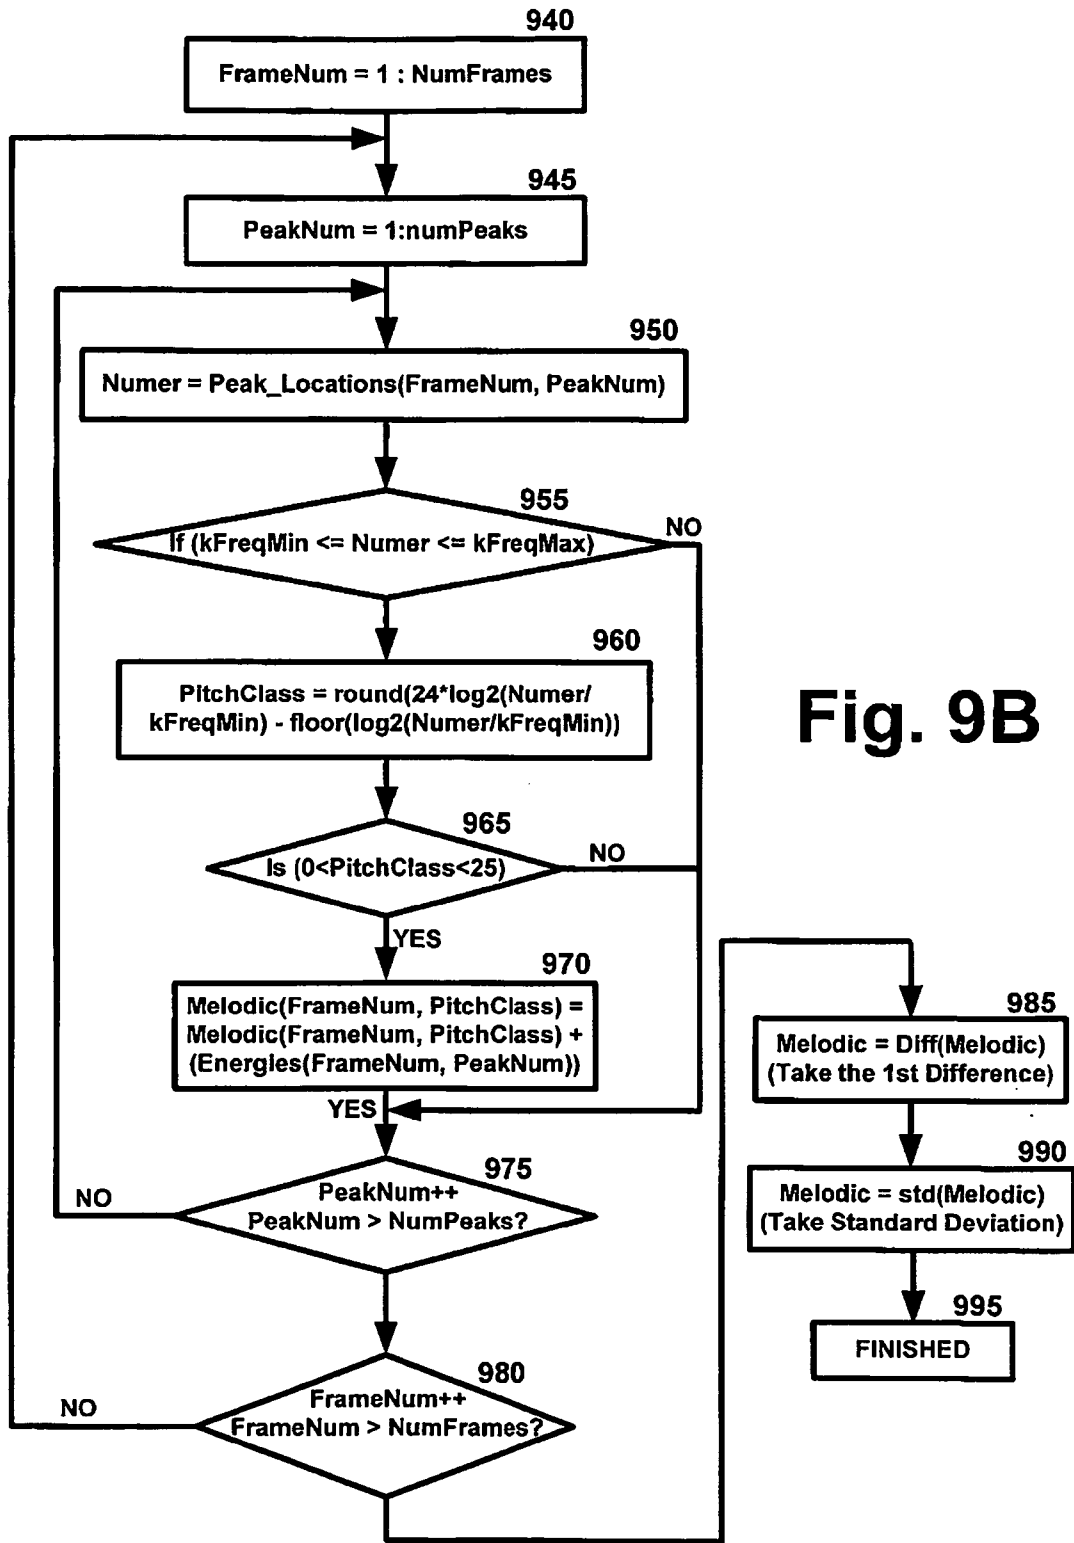 940
FrameNum = 1 : NumFrames
945
PeakNum = 1:numPeaks
950
Numer = Peak_Locations(FrameNum, PeakNum)
955
If (kFreqMin <= Numer <= kFreqMax)
NO
960
PitchClass = round(24*log2(Numer/
kFreqMin) - floor(log2(Numer/kFreqMin))
Fig. 9B
965
Is (0<PitchClass<25)
NO
YES
970
Melodic(FrameNum, PitchClass) =
Melodic(FrameNum, PitchClass) +
(Energies(FrameNum, PeakNum))
YES
975
PeakNum++
PeakNum > NumPeaks?
NO
980
FrameNum++
FrameNum > NumFrames?
NO
985
Melodic = Diff(Melodic)
(Take the 1st Difference)
990
Melodic = std(Melodic)
(Take Standard Deviation)
995
FINISHED